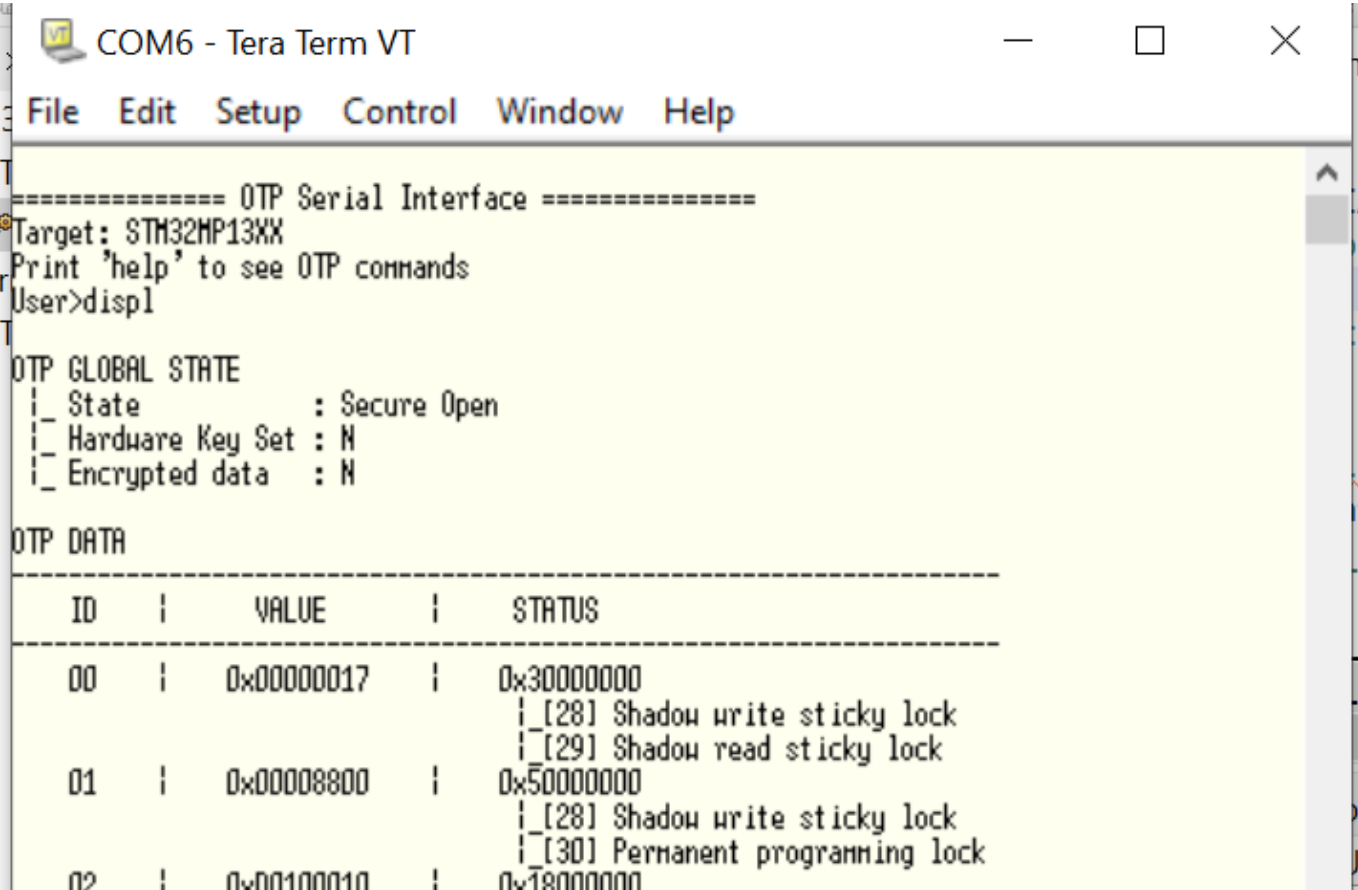 COM6 - Tera Term VT
File Edit Setup Control Window Help
=============== OTP Serial Interface ===============
Target: STM32MP13XX
Print 'help' to see OTP commands
User>displ
OTP GLOBAL STATE
|_ State : Secure Open
|_ Hardware Key Set : N
|_ Encrypted data : N
OTP DATA
---------------------------------------------------------------------
ID | VALUE | STATUS
---------------------------------------------------------------------
00 | 0x00000017 | 0x30000000
|_[28] Shadow write sticky lock
|_[29] Shadow read sticky lock
01 | 0x00008800 | 0x50000000
|_[28] Shadow write sticky lock
|_[30] Permanent programming lock
02 | 0x18000000